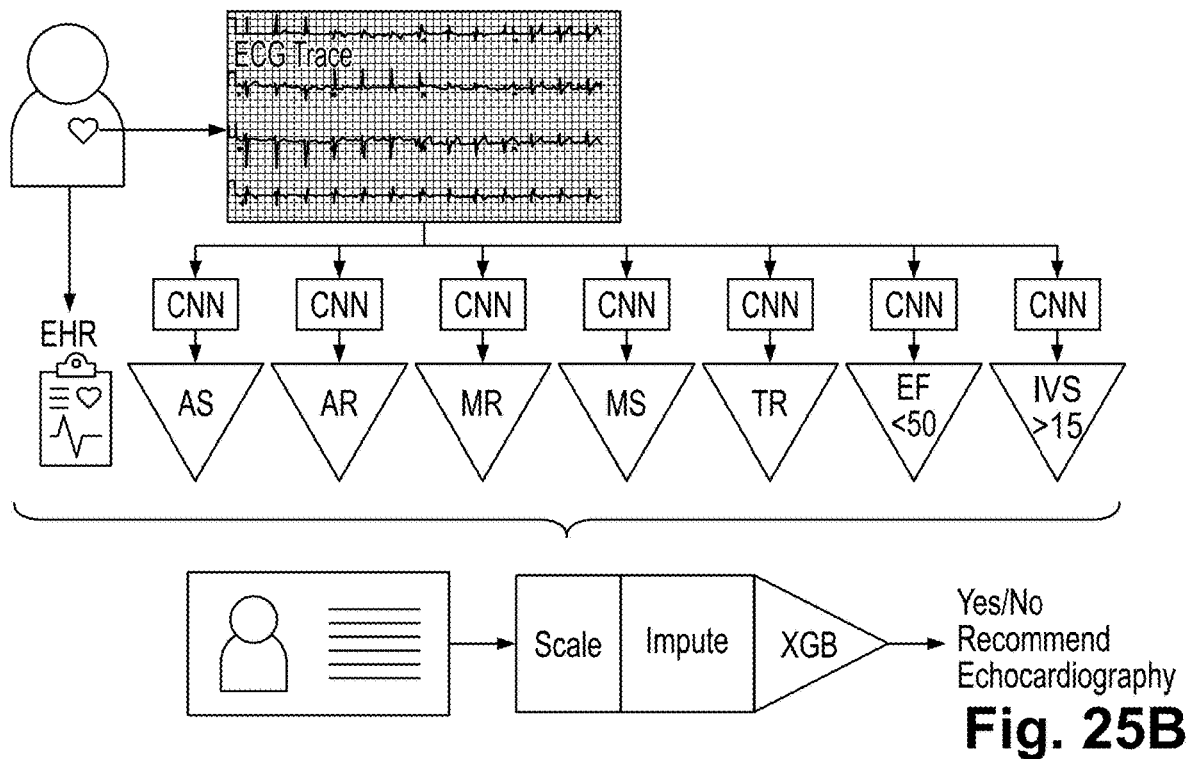 ECG Trace
CNN CNN CNN CNN CNN CNN CNN
EHR
AS AR MR MS TR EF <50 IVS >15
Scale Impute XGB
Yes/No
Recommend
Echocardiography
Fig. 25B